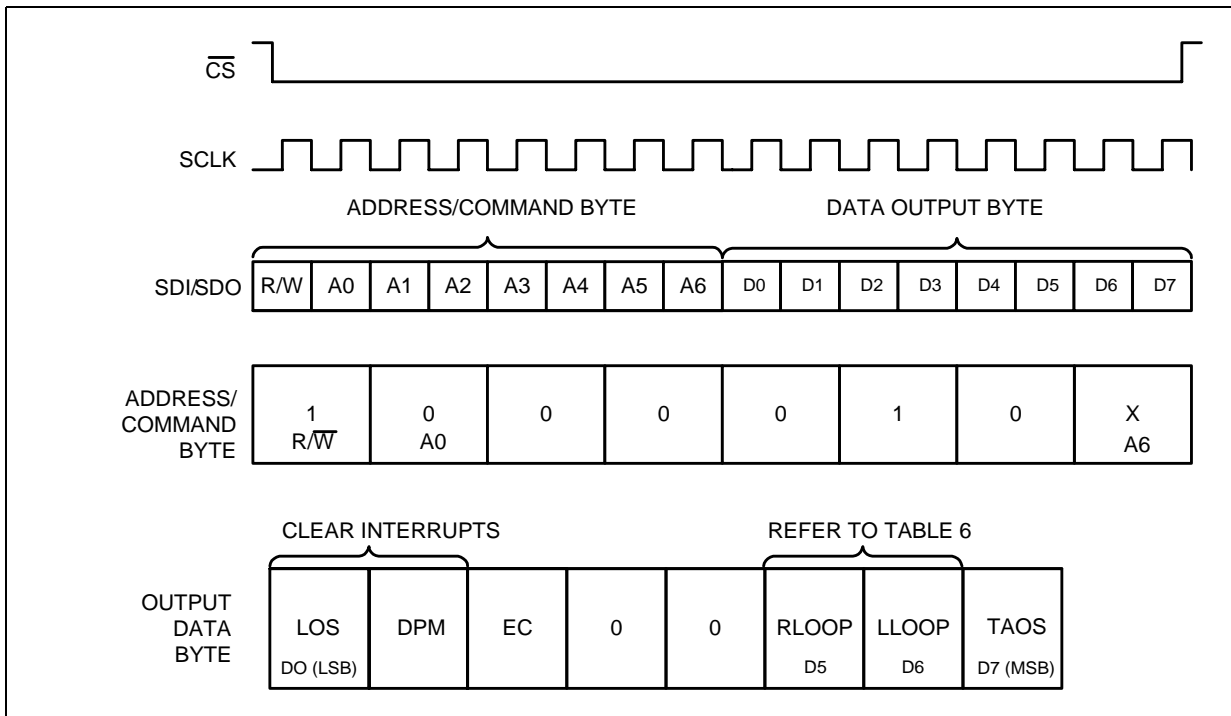 CS
SCLK
ADDRESS/COMMAND BYTE DATA OUTPUT BYTE
SDI/SDO R/W A0 A1 A2 A3 A4 A5 A6 D0 D1 D2 D3 D4 D5 D6 D7
ADDRESS/
COMMAND
BYTE
1 0 0 0 0 1 0 X
R/W A0 A6
CLEAR INTERRUPTS REFER TO TABLE 6
OUTPUT
DATA
BYTE
LOS DPM EC 0 0 RLOOP LLOOP TAOS
DO (LSB) D5 D6 D7 (MSB)